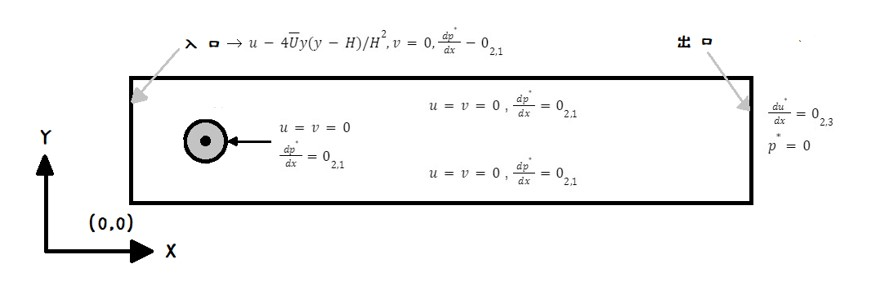 入 口 → u − 4U̅y(y − H)/H², v = 0, dp*/dx − 0₂,₁
出 口
u = v = 0 , dp*/dx = 0₂,₁
du*/dx = 0₂,₃
p* = 0
u = v = 0
dp*/dx = 0₂,₁
u = v = 0 , dp*/dx = 0₂,₁
Y
(0,0)
X